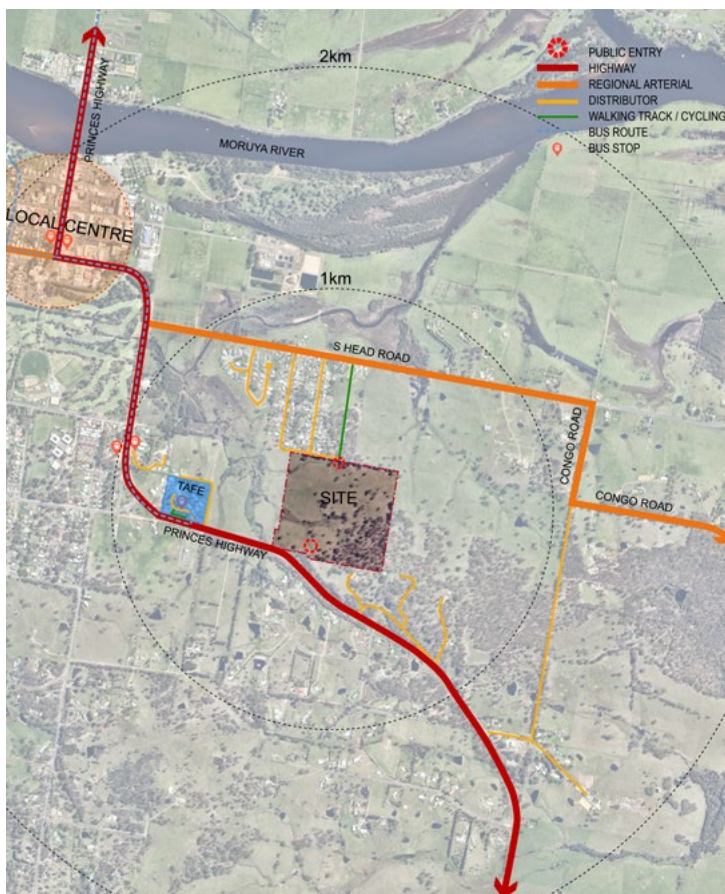 2km
PUBLIC ENTRY
HIGHWAY
REGIONAL ARTERIAL
DISTRIBUTOR
WALKING TRACK / CYCLING
BUS ROUTE
BUS STOP
PRINCES HIGHWAY
MORUYA RIVER
LOCAL CENTRE
1km
S HEAD ROAD
CONGO ROAD
CONGO ROAD
TAFE
SITE
PRINCES HIGHWAY